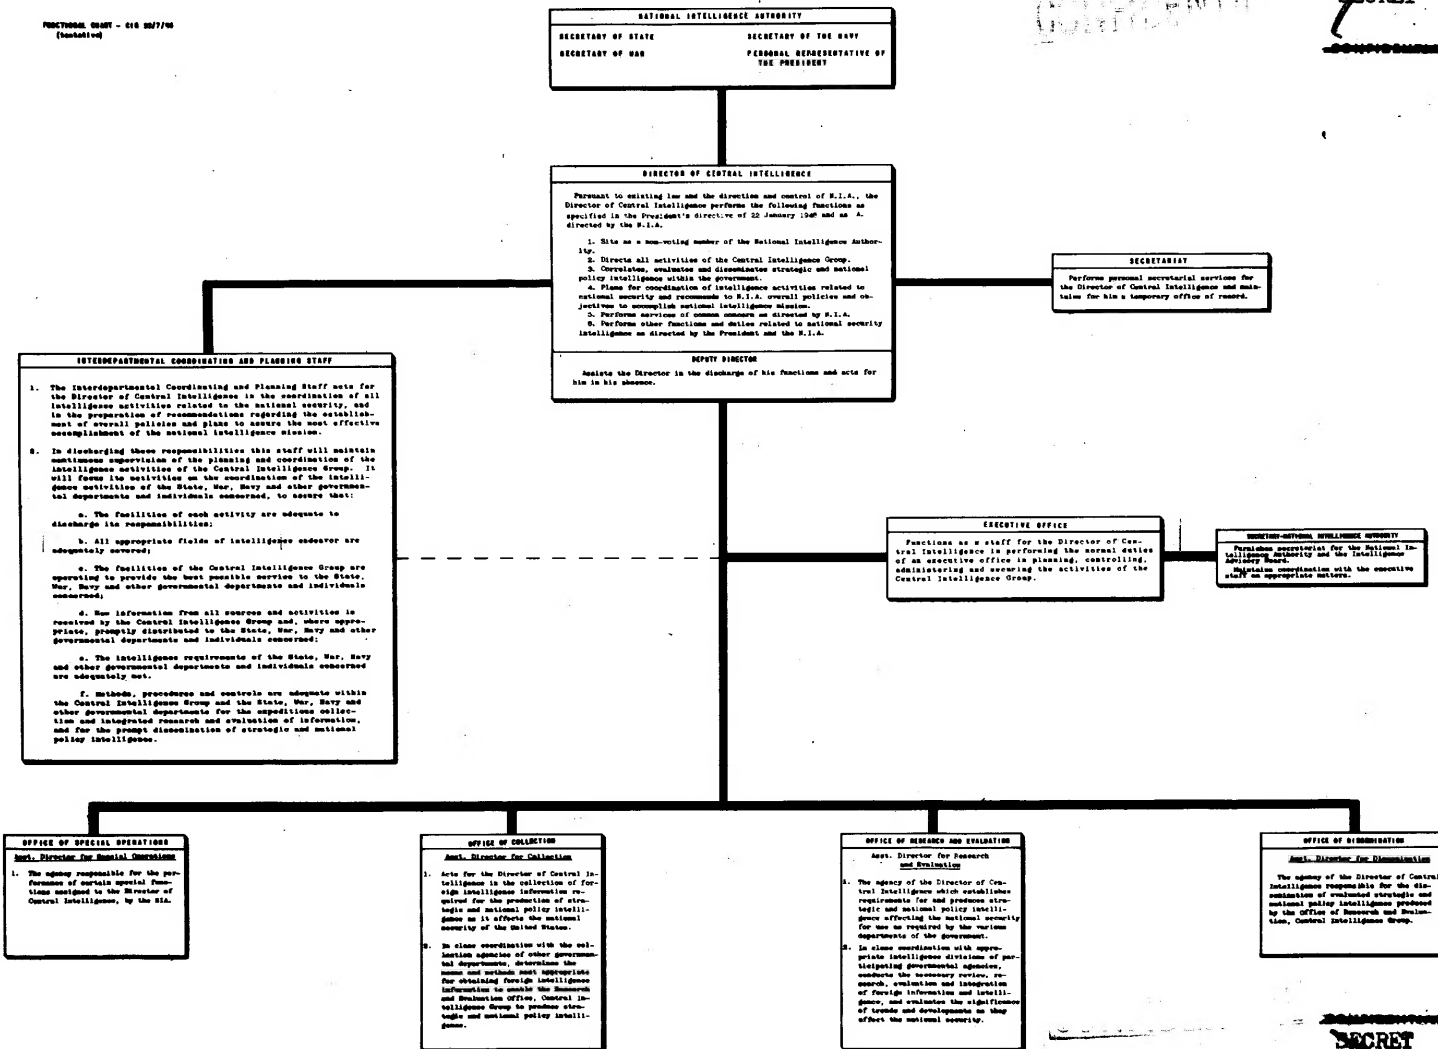 FUNCTIONAL CHART - CIG 22/7/46
(tentative)
CONFIDENTIAL
SECRET
NATIONAL INTELLIGENCE AUTHORITY
SECRETARY OF STATE
SECRETARY OF THE NAVY
SECRETARY OF WAR
PERSONAL REPRESENTATIVE OF
THE PRESIDENT
DIRECTOR OF CENTRAL INTELLIGENCE
Pursuant to existing law and the direction and control of N.I.A., the
Director of Central Intelligence performs the following functions as
specified in the President's directive of 22 January 1946 and as A.
directed by the N.I.A.
1. Sits as a non-voting member of the National Intelligence Author-
ity.
2. Directs all activities of the Central Intelligence Group.
3. Correlates, evaluates and disseminates strategic and national
policy intelligence within the government.
4. Plans for coordination of intelligence activities related to
national security and recommends to N.I.A. overall policies and ob-
jectives to accomplish national intelligence mission.
5. Performs services of common concern as directed by N.I.A.
6. Performs other functions and duties related to national security
intelligence as directed by the President and the N.I.A.
DEPUTY DIRECTOR
Assists the Director in the discharge of his functions and acts for
him in his absence.
SECRETARIAT
Performs personal secretarial services for
the Director of Central Intelligence and main-
tains for him a temporary office of record.
INTERDEPARTMENTAL COORDINATING AND PLANNING STAFF
1. The Interdepartmental Coordinating and Planning Staff acts for
the Director of Central Intelligence in the coordination of all
intelligence activities related to the national security, and
in the preparation of recommendations regarding the establish-
ment of overall policies and plans to assure the most effective
accomplishment of the national intelligence mission.
2. In discharging these responsibilities this staff will maintain
continuous supervision of the planning and coordination of the
intelligence activities of the Central Intelligence Group. It
will focus its activities on the coordination of the intelli-
gence activities of the State, War, Navy and other governmen-
tal departments and individuals concerned, to assure that:
a. The facilities of each activity are adequate to
discharge its responsibilities;
b. All appropriate fields of intelligence endeavor are
adequately covered;
c. The facilities of the Central Intelligence Group are
operating to provide the best possible service to the State,
War, Navy and other governmental departments and individuals
concerned;
d. Raw information from all sources and activities is
received by the Central Intelligence Group and, where appro-
priate, promptly distributed to the State, War, Navy and other
governmental departments and individuals concerned;
e. The intelligence requirements of the State, War, Navy
and other governmental departments and individuals concerned
are adequately met.
f. Methods, procedures and controls are adequate within
the Central Intelligence Group and the State, War, Navy and
other governmental departments for the expeditious collec-
tion and integrated research and evaluation of information,
and for the prompt dissemination of strategic and national
policy intelligence.
EXECUTIVE OFFICE
Functions as a staff for the Director of Cen-
tral Intelligence in performing the normal duties
of an executive office in planning, controlling,
administering and securing the activities of the
Central Intelligence Group.
SECRETARY-NATIONAL INTELLIGENCE AUTHORITY
Furnishes secretariat for the National In-
telligence Authority and the Intelligence
Advisory Board.
Maintains coordination with the executive
staff on appropriate matters.
OFFICE OF SPECIAL OPERATIONS
Asst. Director for Special Operations
1. The agency responsible for the per-
formance of certain special func-
tions assigned to the Director of
Central Intelligence, by the NIA.
OFFICE OF COLLECTION
Asst. Director for Collection
1. Acts for the Director of Central In-
telligence in the collection of for-
eign intelligence information re-
quired for the production of stra-
tegic and national policy intelli-
gence as it affects the national
security of the United States.
2. In close coordination with the col-
lection agencies of other governmen-
tal departments, determines the
means and methods most appropriate
for obtaining foreign intelligence
information to enable the Research
and Evaluation Office, Central In-
telligence Group to produce stra-
tegic and national policy intelli-
gence.
OFFICE OF RESEARCH AND EVALUATION
Asst. Director for Research
and Evaluation
1. The agency of the Director of Cen-
tral Intelligence which establishes
requirements for and produces stra-
tegic and national policy intelli-
gence affecting the national security
for use as required by the various
departments of the government.
2. In close coordination with appro-
priate intelligence divisions of par-
ticipating governmental agencies,
conducts the necessary review, re-
search, evaluation and integration
of foreign information and intelli-
gence, and evaluates the significance
of trends and developments as they
affect the national security.
OFFICE OF DISSEMINATION
Asst. Director for Dissemination
The agency of the Director of Central
Intelligence responsible for the dis-
semination of evaluated strategic and
national policy intelligence produced
by the Office of Research and Evalua-
tion, Central Intelligence Group.
SECRET